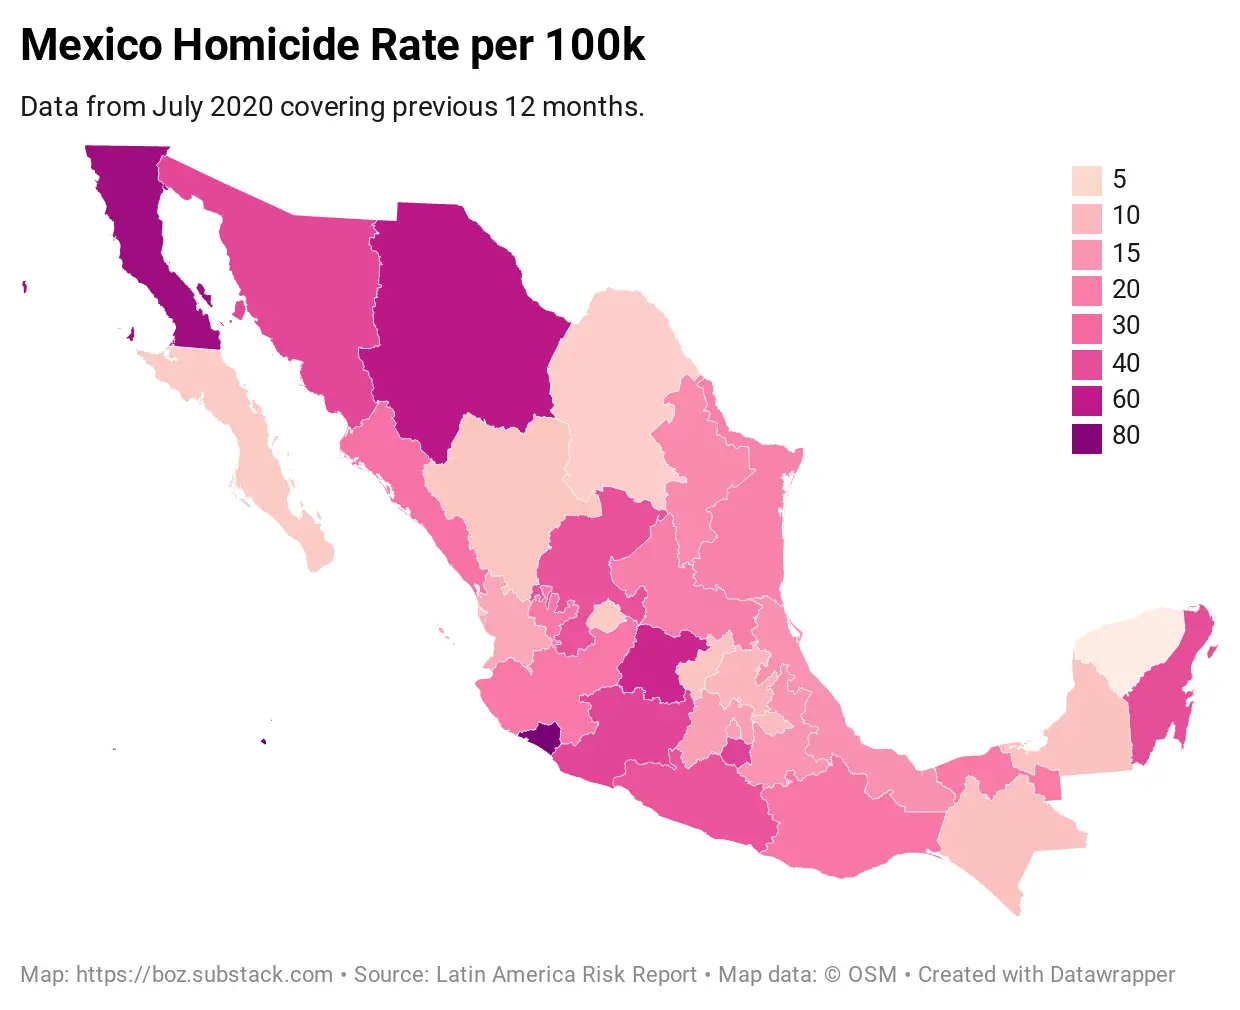 Mexico Homicide Rate per 100k
Data from July 2020 covering previous 12 months.
5
10
15
20
30
40
60
80
Map: https://boz.substack.com • Source: Latin America Risk Report • Map data: © OSM • Created with Datawrapper